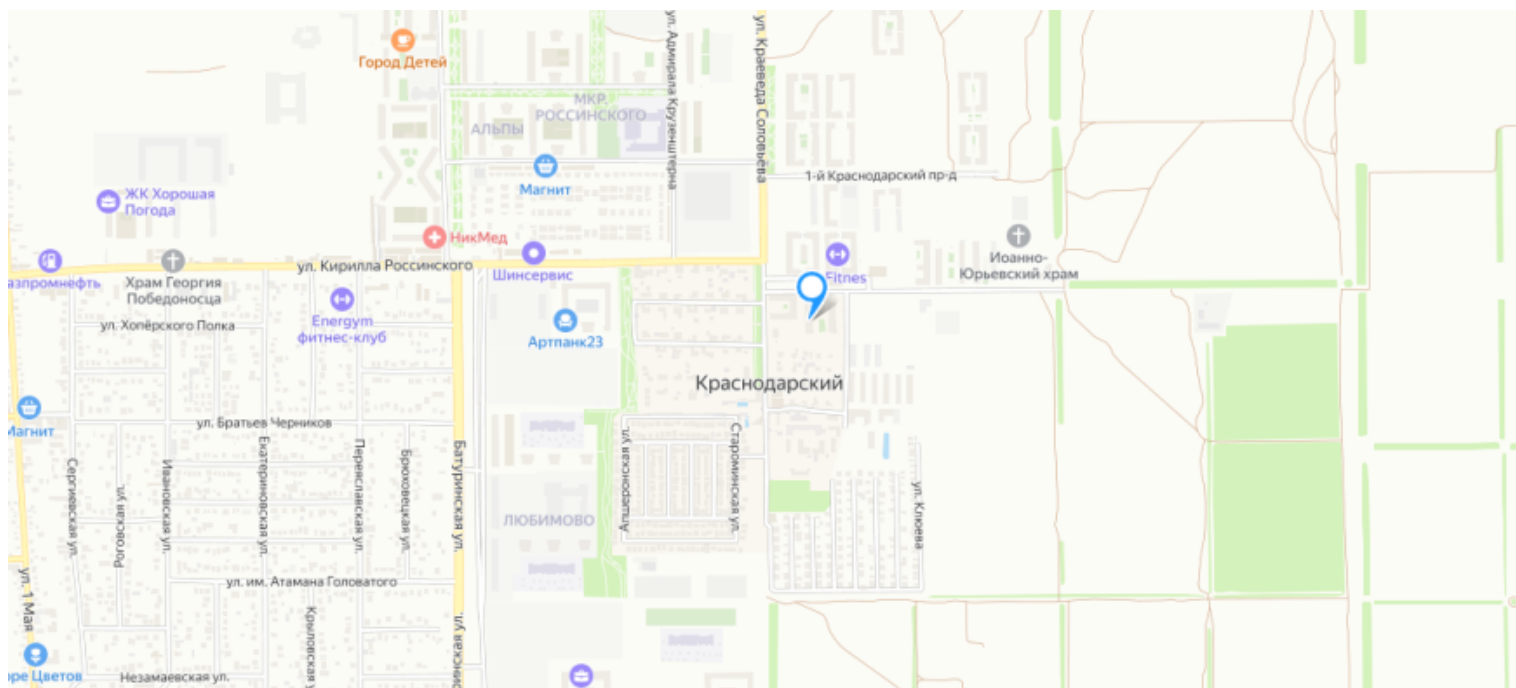 Город Детей
ул. Адмирала Крузенштерна
ул. Краеведа Соловьёва
МКР.
РОССИНСКОГО
АЛЬПЫ
Магнит
1-й Краснодарский пр-д
ЖК Хорошая
Погода
НикМед
Иоанно-
Юрьевский храм
ул. Кирилла Россинского
Шинсервис
Fitnes
азпромнефть
Храм Георгия
Победоносца
ул. Хопёрского Полка
Energym
фитнес-клуб
Артпанк23
Краснодарский
Магнит
ул. Братьев Черников
Сергиевская ул.
Роговская ул.
Ивановская ул.
Екатериновская ул.
Переяславская ул.
Брюховецкая ул.
Батуринская ул.
Апшеронская ул.
Староминская ул.
ул. Клюева
ЛЮБИМОВО
ул. им. Атамана Головатого
ул. 1 Мая
Крыловская у
инская ул.
оре Цветов
Незамаевская ул.